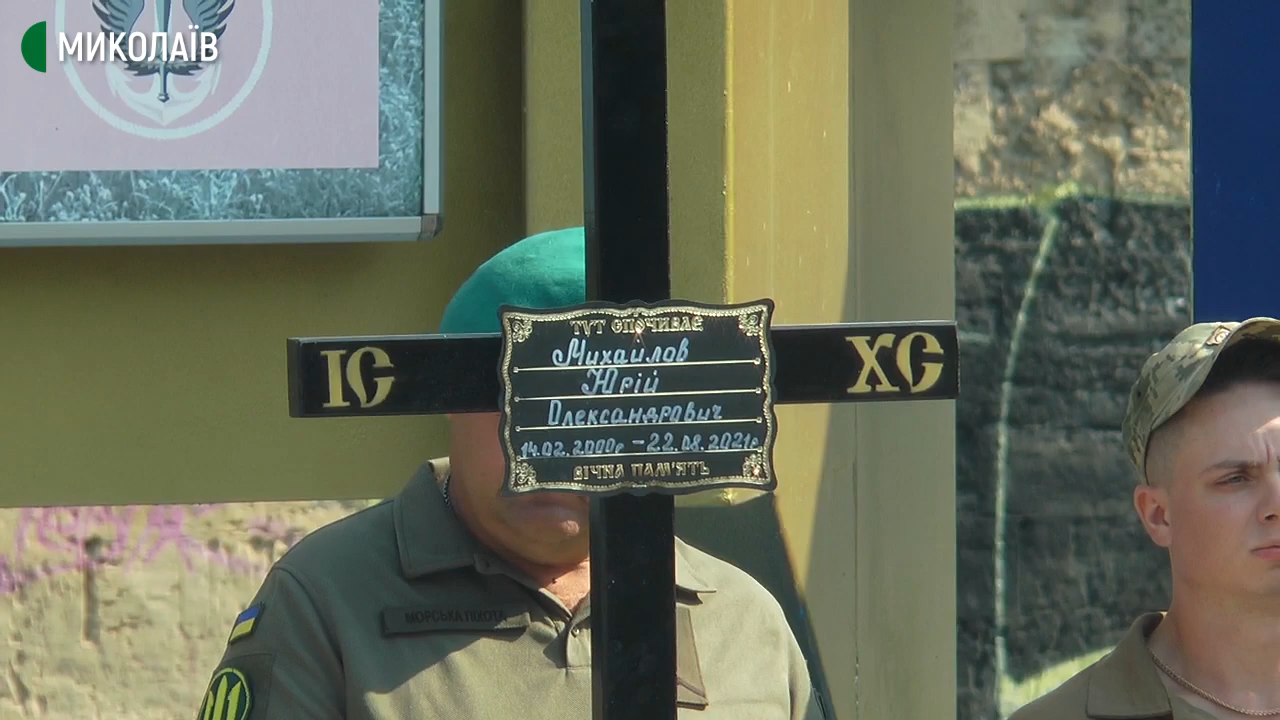 МИКОЛАЇВ
ТУТ СПОЧИВАЄ
ІС
Михайлов
ХС
Юрій
Олександрович
14.02.2000р - 22.08.2021р
ВІЧНА ПАМ'ЯТЬ
МОРСЬКА ПІХОТА